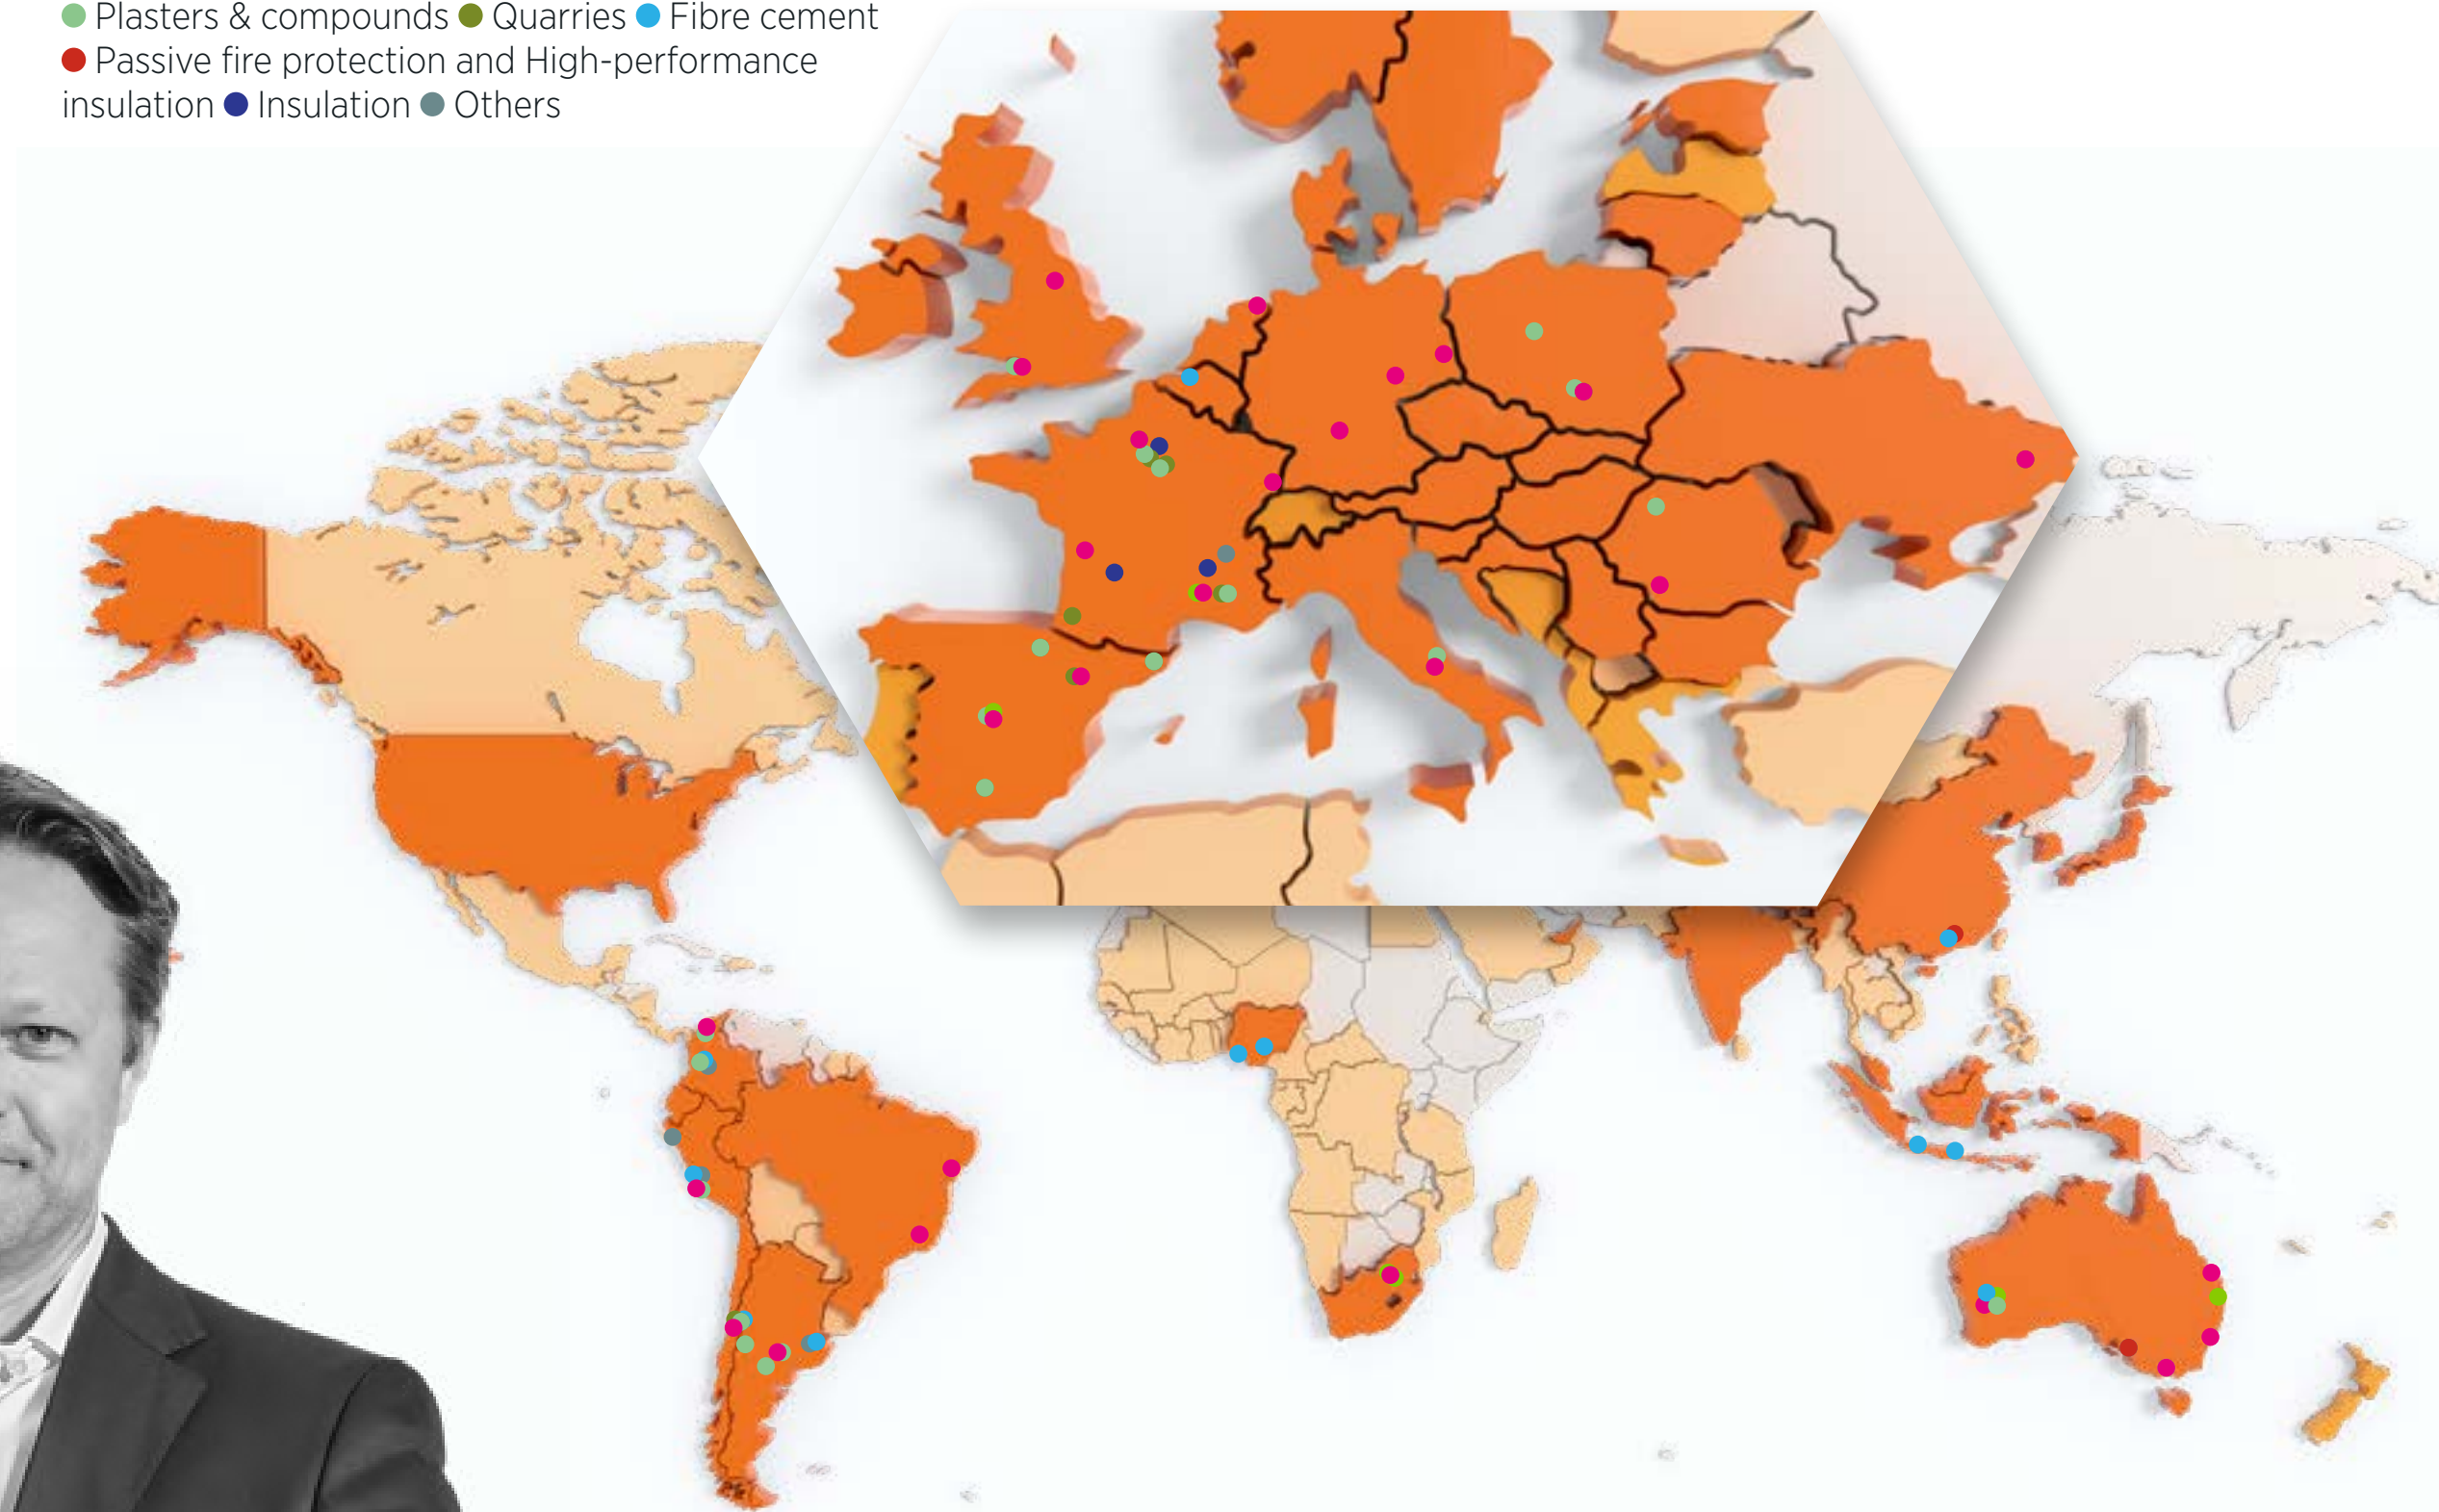 Plasters & compounds Quarries Fibre cement
Passive fire protection and High-performance
insulation Insulation Others